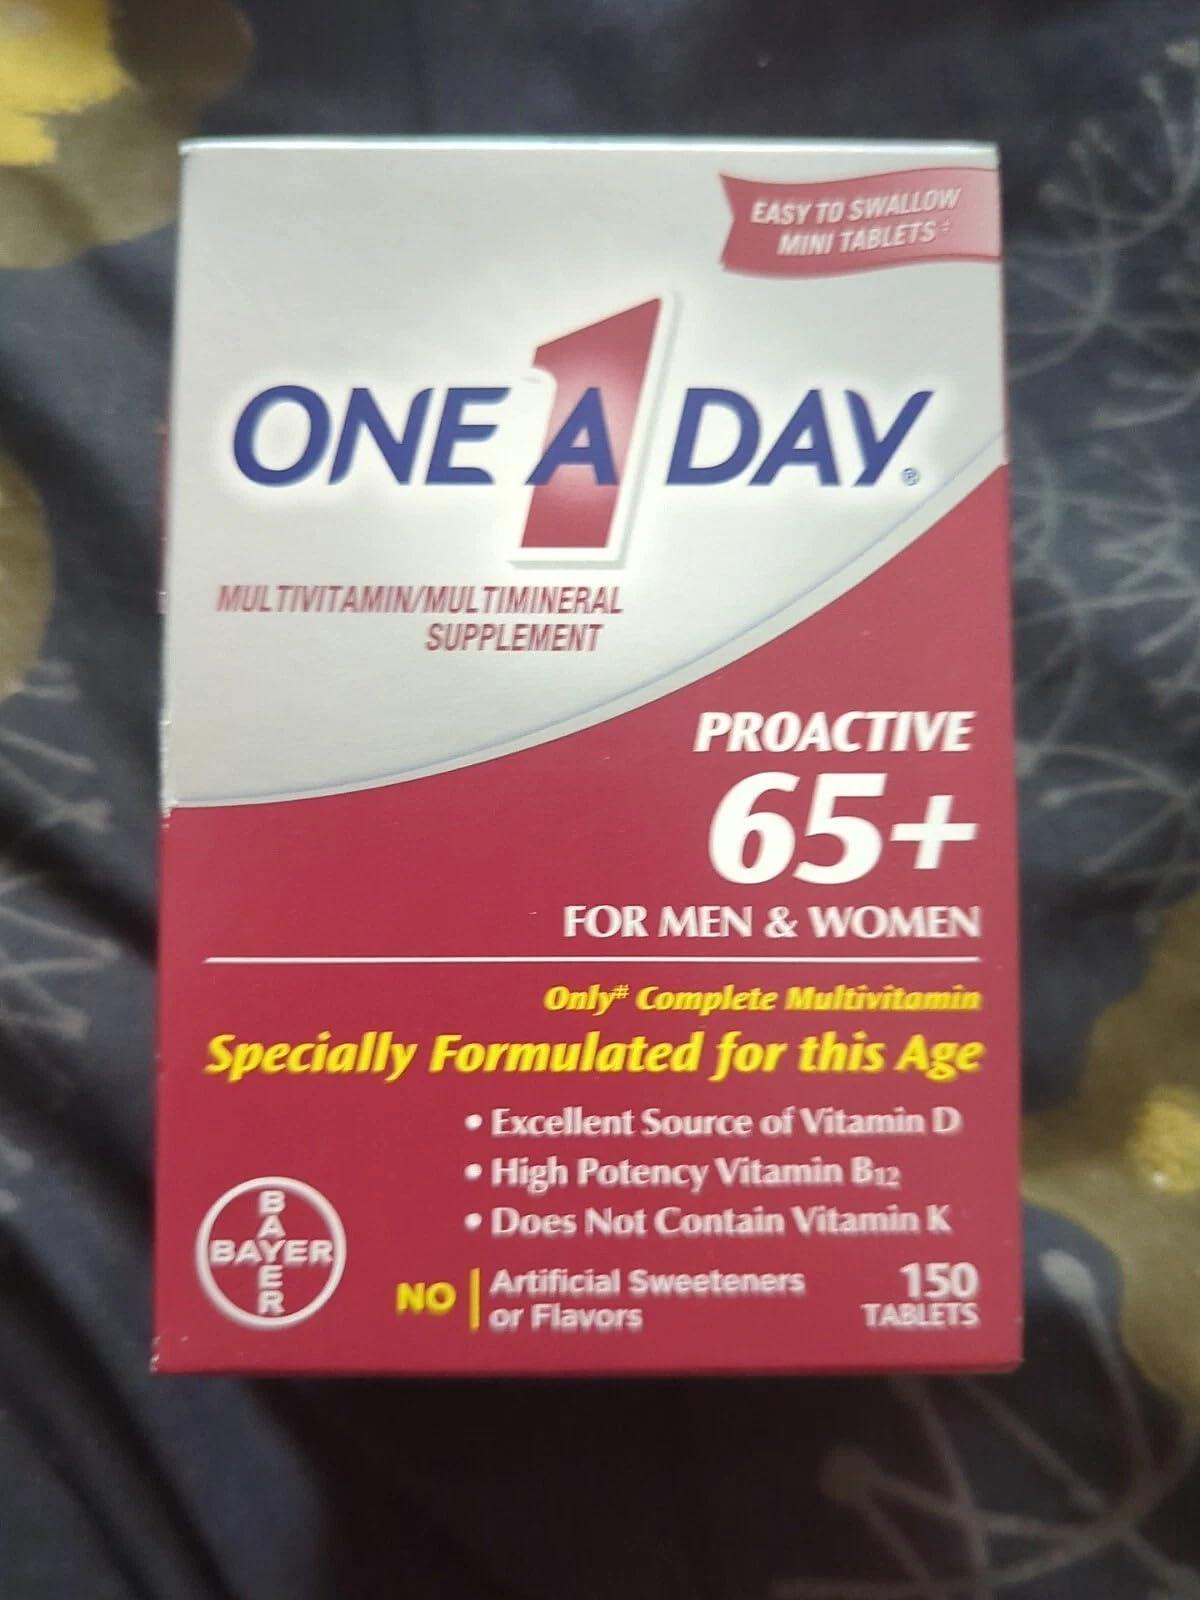 EASY TO SWALLOW
MINI TABLETS‡
1
ONE A DAY®
MULTIVITAMIN/MULTIMINERAL
SUPPLEMENT
PROACTIVE
65+
FOR MEN & WOMEN
Only# Complete Multivitamin
Specially Formulated for this Age
• Excellent Source of Vitamin D
• High Potency Vitamin B12
• Does Not Contain Vitamin K
BAYER
BAYER
NO | Artificial Sweeteners
or Flavors
150
TABLETS